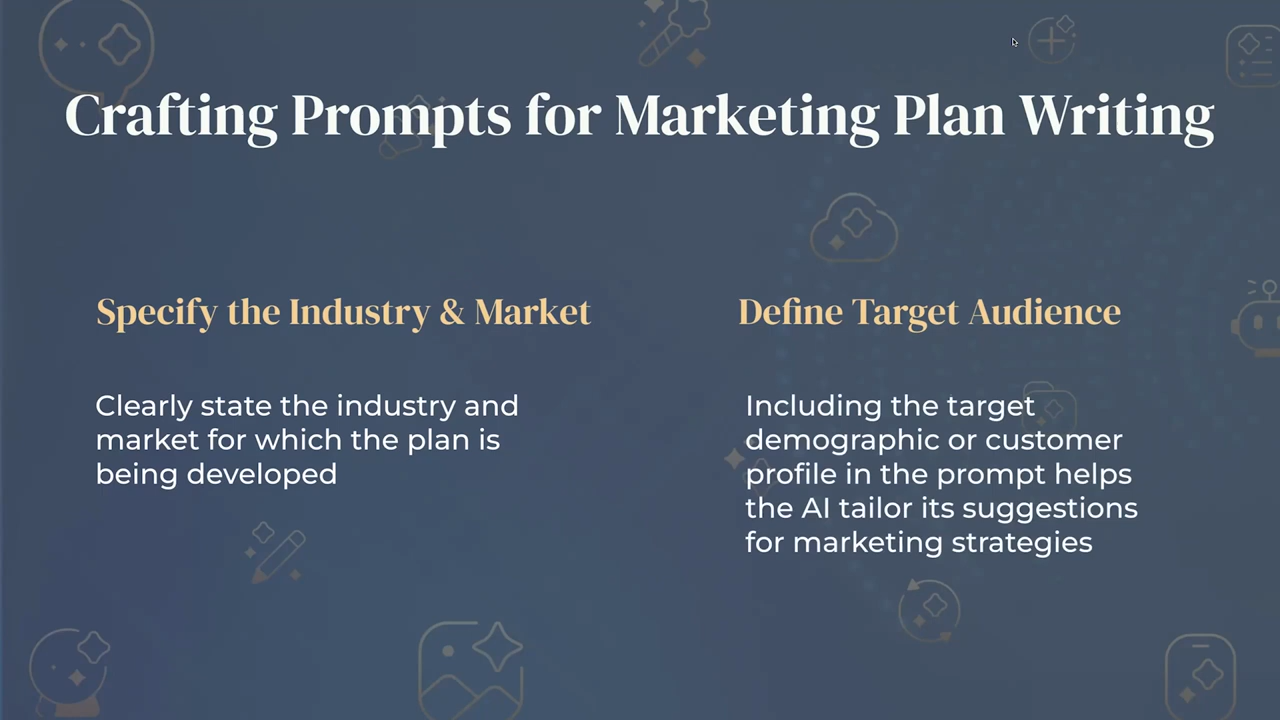 Crafting Prompts for Marketing Plan Writing
Specify the Industry & Market
Clearly state the industry and
market for which the plan is
being developed
Define Target Audience
Including the target
demographic or customer
profile in the prompt helps
the AI tailor its suggestions
for marketing strategies